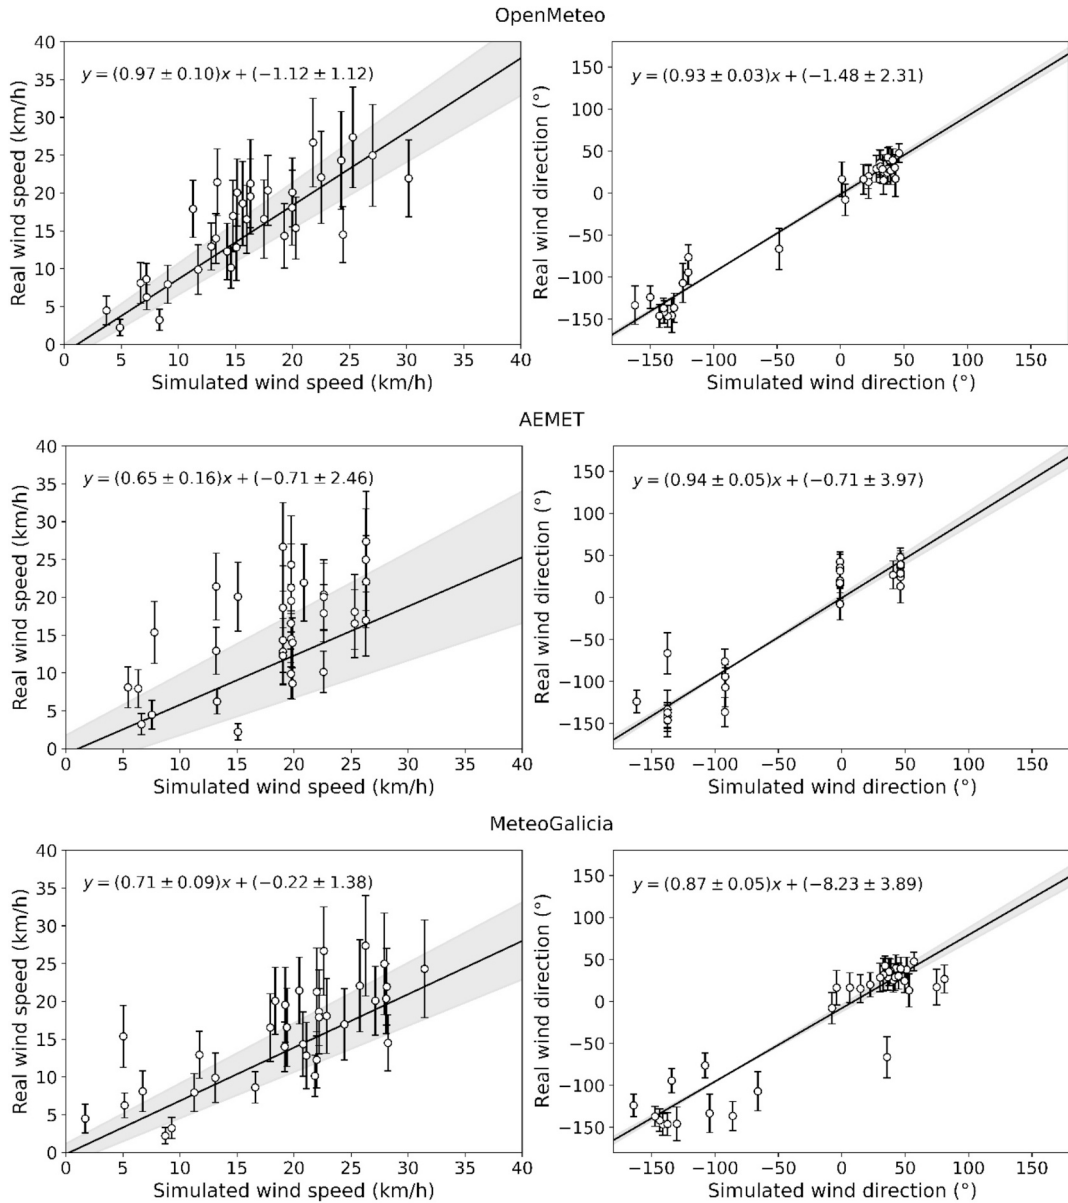 OpenMeteo
y = (0.97 ± 0.10)x + (−1.12 ± 1.12)
Real wind speed (km/h)
40
35
30
25
20
15
10
5
0
0 5 10 15 20 25 30 35 40
Simulated wind speed (km/h)
y = (0.93 ± 0.03)x + (−1.48 ± 2.31)
Real wind direction (°)
150
100
50
0
−50
−100
−150
−150 −100 −50 0 50 100 150
Simulated wind direction (°)
AEMET
y = (0.65 ± 0.16)x + (−0.71 ± 2.46)
Real wind speed (km/h)
40
35
30
25
20
15
10
5
0
0 5 10 15 20 25 30 35 40
Simulated wind speed (km/h)
y = (0.94 ± 0.05)x + (−0.71 ± 3.97)
Real wind direction (°)
150
100
50
0
−50
−100
−150
−150 −100 −50 0 50 100 150
Simulated wind direction (°)
MeteoGalicia
y = (0.71 ± 0.09)x + (−0.22 ± 1.38)
Real wind speed (km/h)
40
35
30
25
20
15
10
5
0
0 5 10 15 20 25 30 35 40
Simulated wind speed (km/h)
y = (0.87 ± 0.05)x + (−8.23 ± 3.89)
Real wind direction (°)
150
100
50
0
−50
−100
−150
−150 −100 −50 0 50 100 150
Simulated wind direction (°)